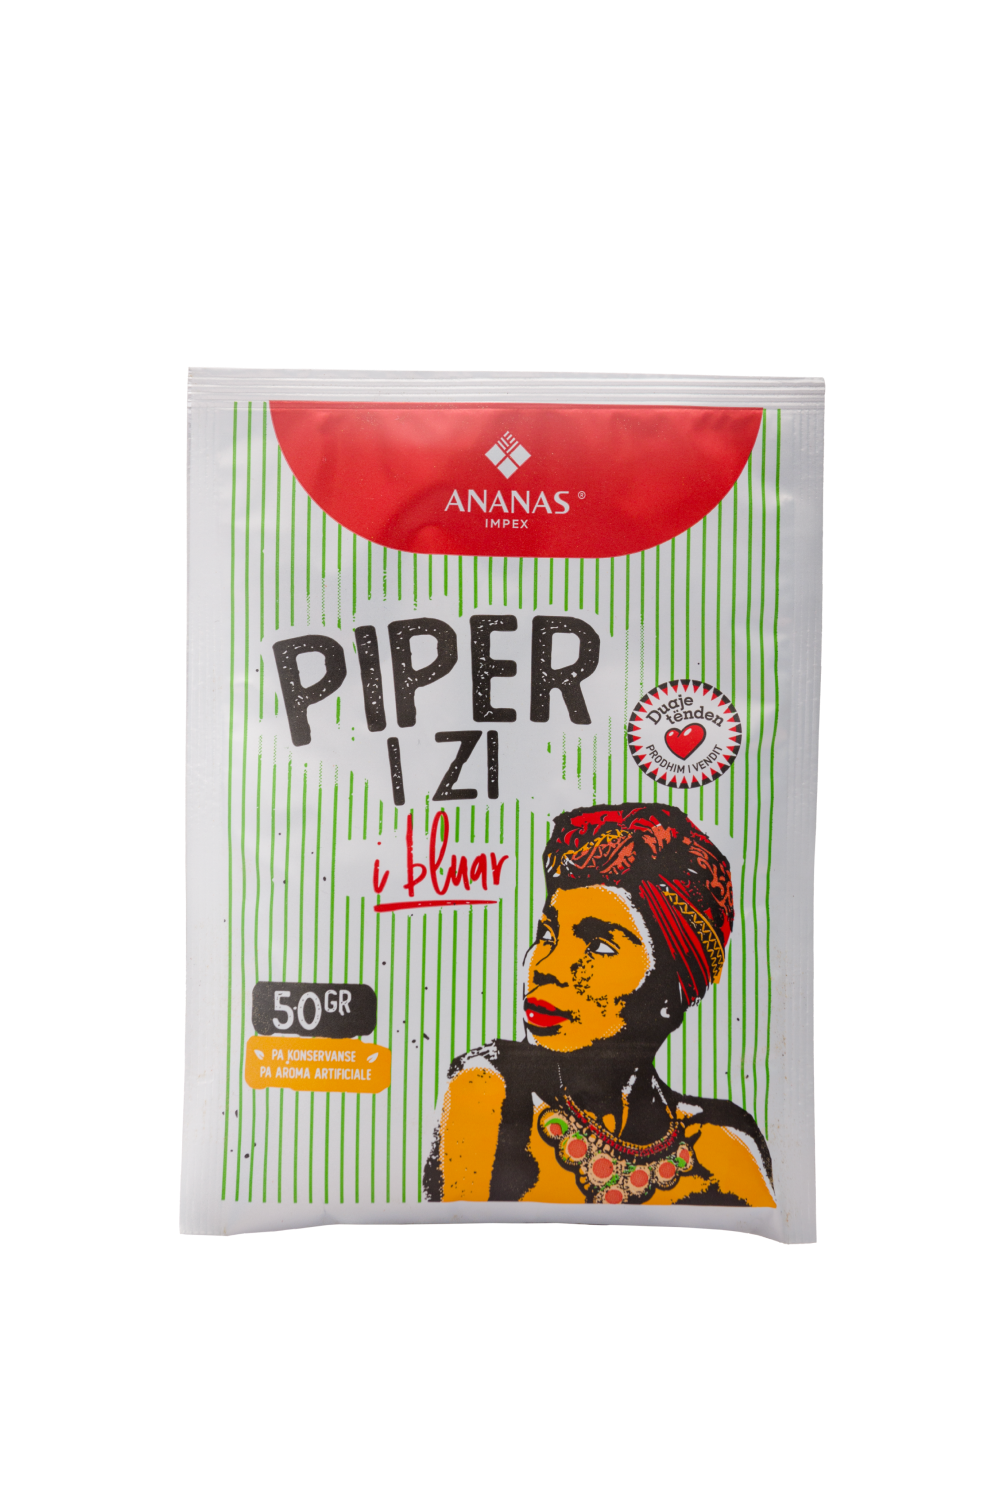 ANANAS ®
IMPEX
PIPER
I ZI
i bluar
Duaje
tënden
PRODHIM I VENDIT
50GR
PA KONSERVANSE
PA AROMA ARTIFICIALE